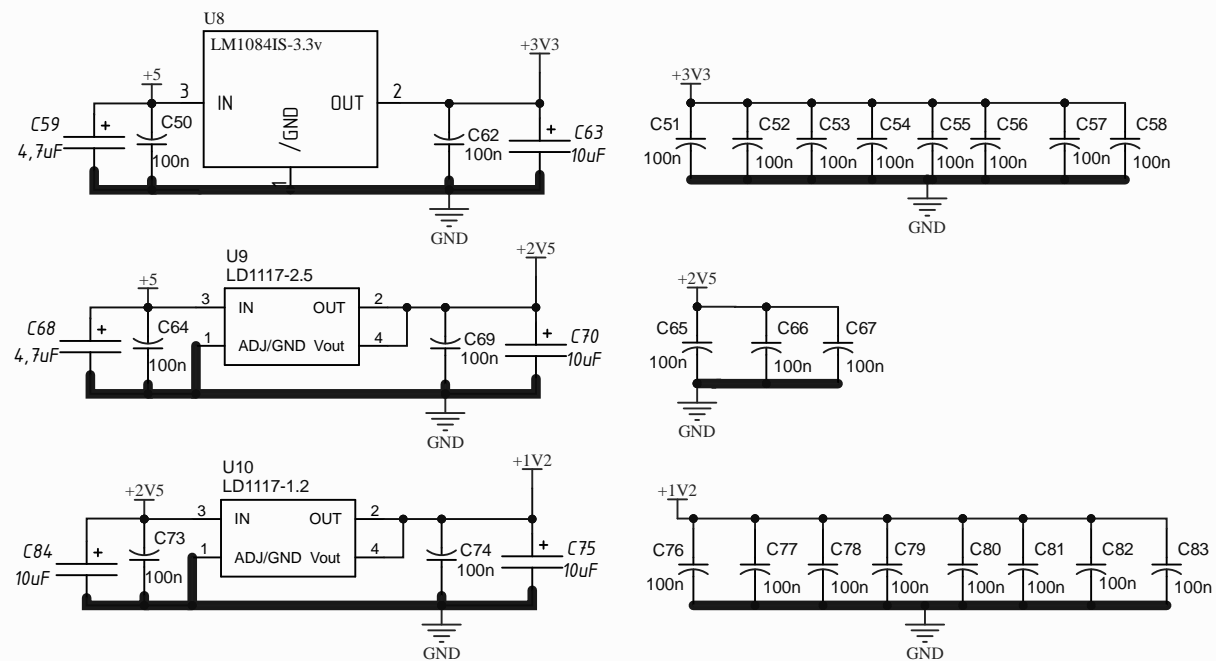 U8
LM1084IS-3.3v
+5
3
IN
OUT
2
/GND
1
+3V3
C59
+
4,7uF
C50
100n
C62
100n
+
C63
10uF
GND
+3V3
C51
100n
C52
100n
C53
100n
C54
100n
C55
100n
C56
100n
C57
100n
C58
100n
GND
U9
LD1117-2.5
+5
3
IN
OUT
2
1
ADJ/GND
Vout
4
+2V5
C68
+
4,7uF
C64
100n
C69
100n
+
C70
10uF
GND
+2V5
C65
100n
C66
100n
C67
100n
GND
U10
LD1117-1.2
+2V5
3
IN
OUT
2
1
ADJ/GND
Vout
4
+1V2
C84
+
10uF
C73
100n
C74
100n
+
C75
10uF
GND
+1V2
C76
100n
C77
100n
C78
100n
C79
100n
C80
100n
C81
100n
C82
100n
C83
100n
GND